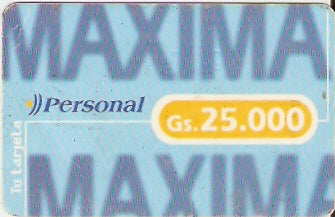 MAXIMA
Personal
Gs.25.000
Tu tarjeta
MAXIMA